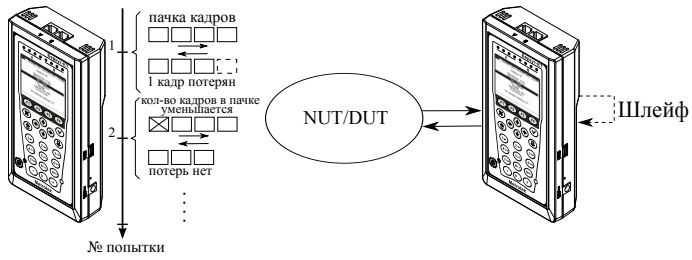 пачка кадров
1
1 кадр потерян
кол-во кадров в пачке
уменьшается
2
потерь нет
№ попытки
NUT/DUT
Шлейф